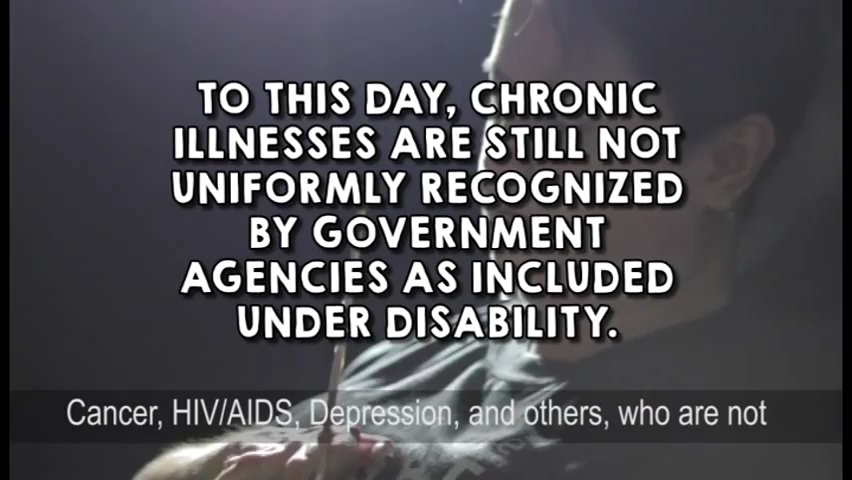 TO THIS DAY, CHRONIC
ILLNESSES ARE STILL NOT
UNIFORMLY RECOGNIZED
BY GOVERNMENT
AGENCIES AS INCLUDED
UNDER DISABILITY.
Cancer, HIV/AIDS, Depression, and others, who are not